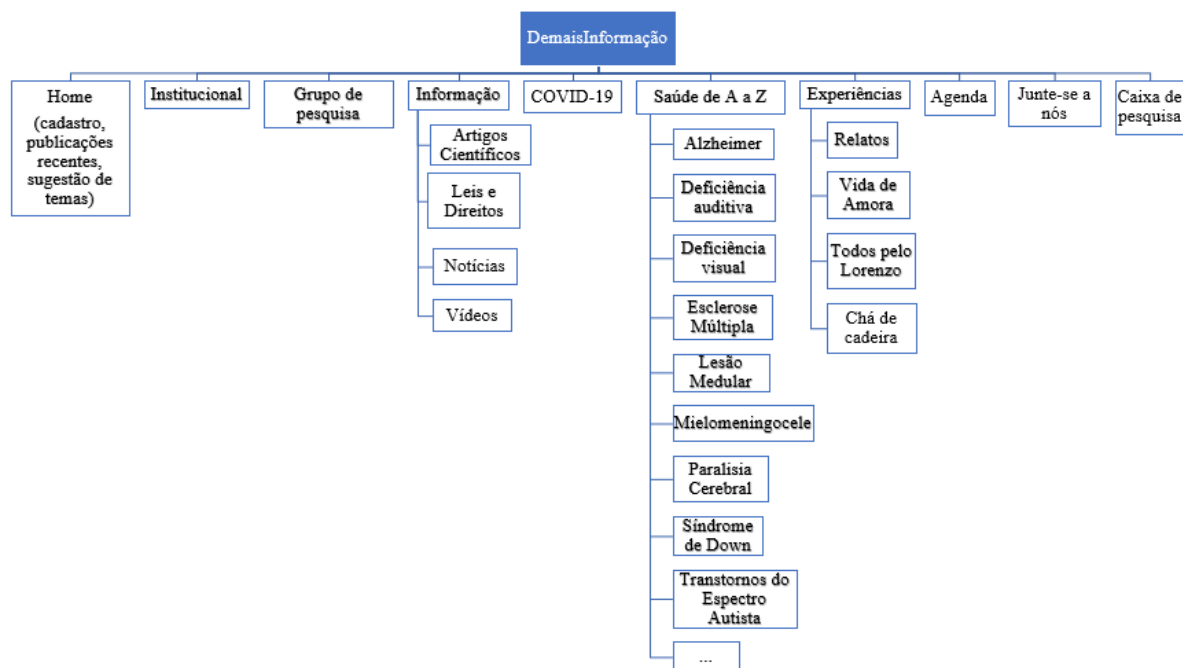 DemaisInformação
Home
(cadastro,
publicações
recentes,
sugestão de
temas)
Institucional
Grupo de
pesquisa
Informação
Artigos
Científicos
Leis e
Direitos
Notícias
Vídeos
COVID-19
Saúde de A a Z
Alzheimer
Deficiência
auditiva
Deficiência
visual
Esclerose
Múltipla
Lesão
Medular
Mielomeningocele
Paralisia
Cerebral
Síndrome
de Down
Transtornos do
Espectro
Autista
...
Experiências
Relatos
Vida de
Amora
Todos pelo
Lorenzo
Chá de
cadeira
Agenda
Junte-se a
nós
Caixa de
pesquisa